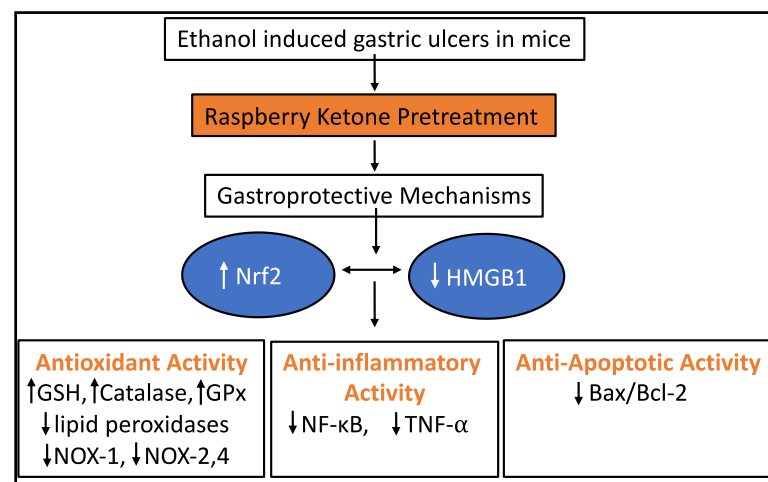 Ethanol induced gastric ulcers in mice
Raspberry Ketone Pretreatment
Gastroprotective Mechanisms
↑ Nrf2
↓ HMGB1
Antioxidant Activity
↑GSH, ↑Catalase, ↑GPx
↓lipid peroxidases
↓NOX-1, ↓NOX-2,4
Anti-inflammatory
Activity
↓NF-κB, ↓TNF-α
Anti-Apoptotic Activity
↓ Bax/Bcl-2